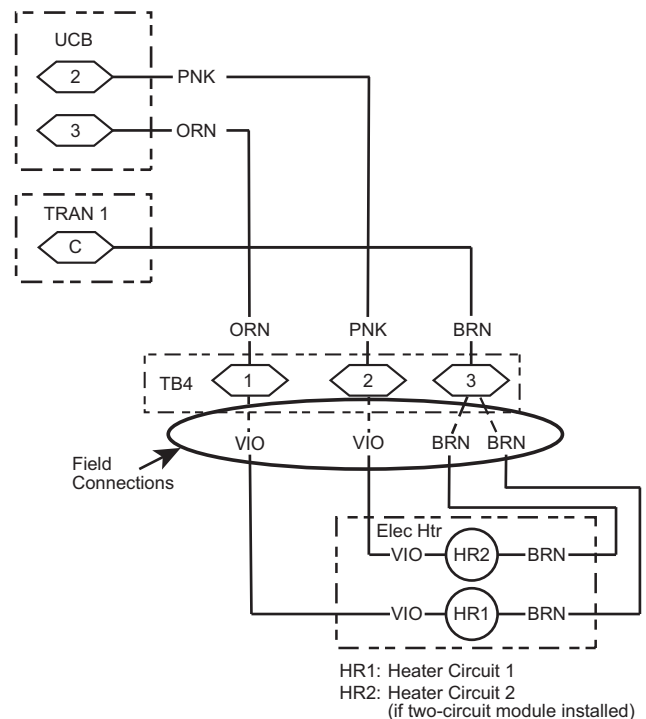 UCB
2 PNK
3 ORN
TRAN 1
C
ORN PNK BRN
TB4 1 2 3
VIO VIO BRN BRN
Field
Connections
Elec Htr
VIO HR2 BRN
VIO HR1 BRN
HR1: Heater Circuit 1
HR2: Heater Circuit 2
(if two-circuit module installed)